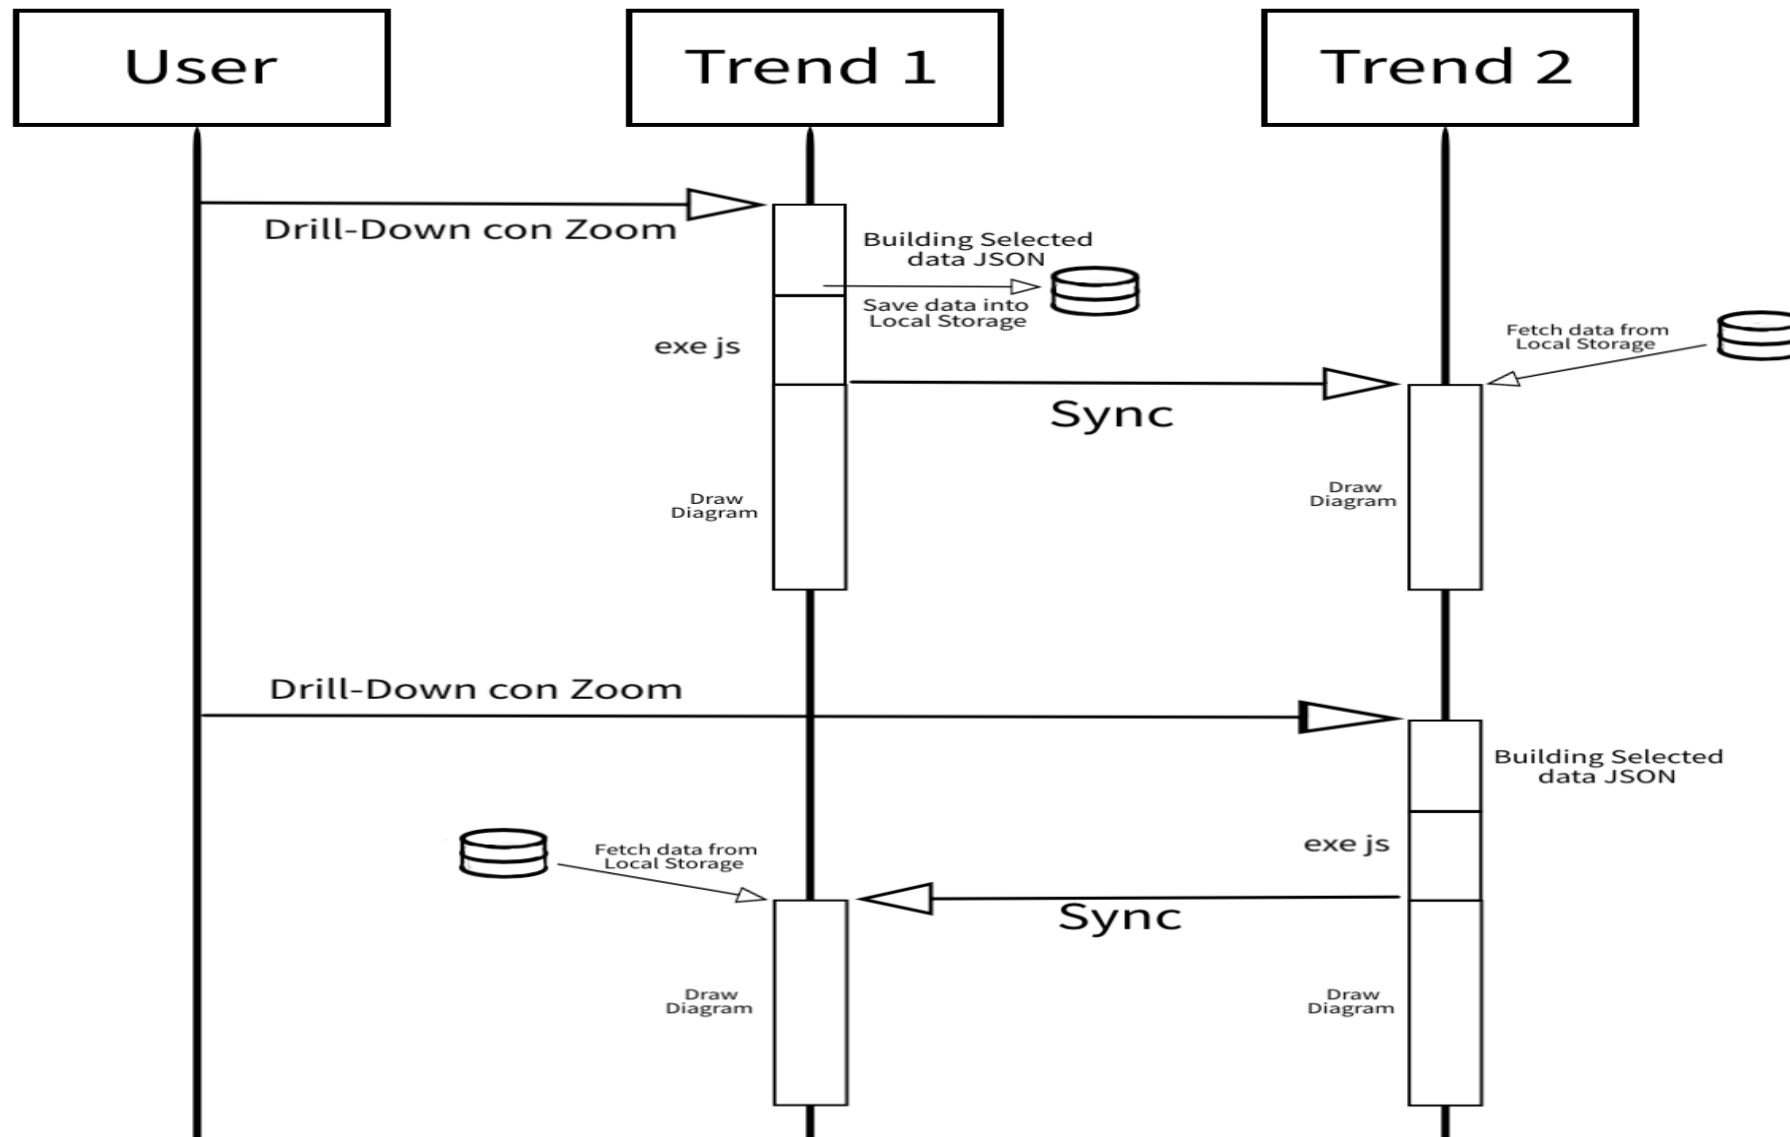 User
Trend 1
Trend 2
Drill-Down con Zoom
Building Selected
data JSON
Save data into
Local Storage
Fetch data from
Local Storage
exe js
Sync
Draw
Diagram
Draw
Diagram
Drill-Down con Zoom
Building Selected
data JSON
exe js
Fetch data from
Local Storage
Sync
Draw
Diagram
Draw
Diagram